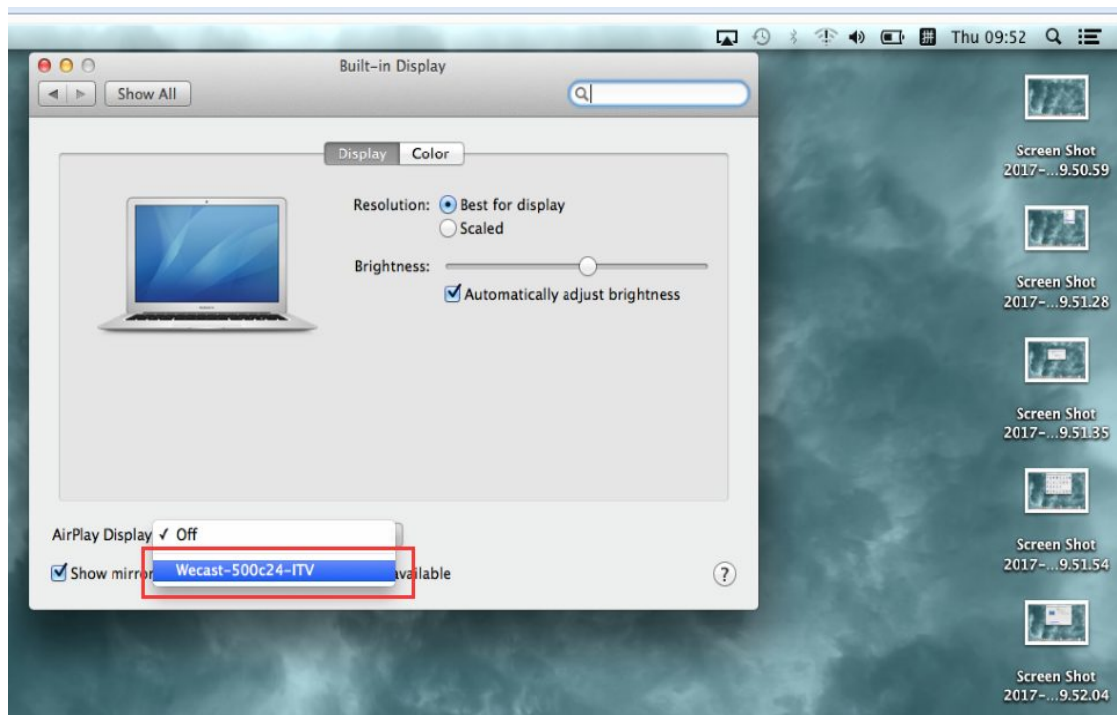 Thu 09:52
Built-in Display
Show All
Display Color
Resolution: Best for display
Scaled
Brightness:
Automatically adjust brightness
AirPlay Display ✓ Off
Wecast-500c24-ITV
Show mirror available
?
Screen Shot
2017-...9.50.59
Screen Shot
2017-...9.51.28
Screen Shot
2017-...9.51.35
Screen Shot
2017-...9.51.54
Screen Shot
2017-...9.52.04